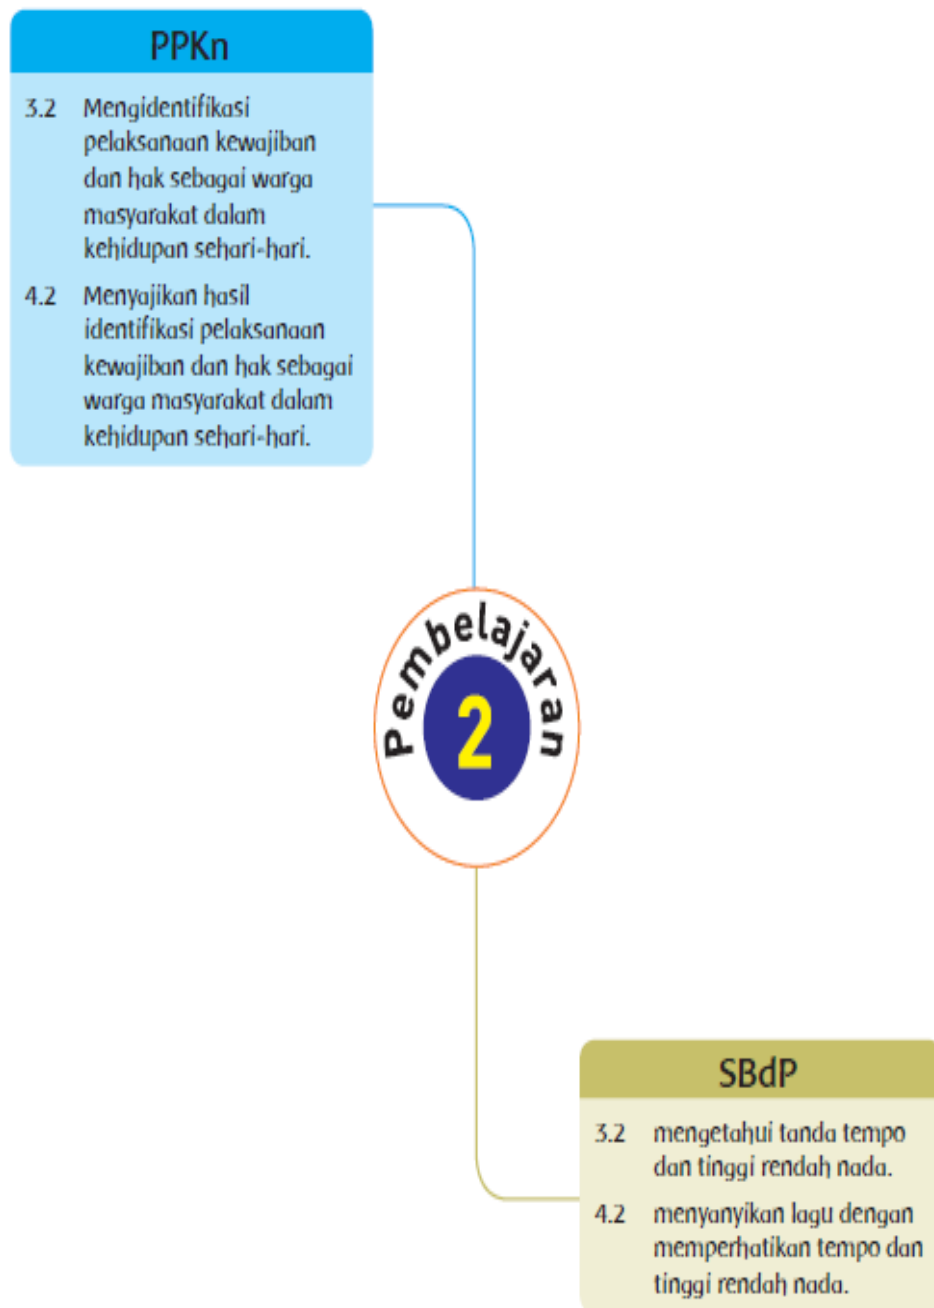 PPKn
3.2 Mengidentifikasi
pelaksanaan kewajiban
dan hak sebagai warga
masyarakat dalam
kehidupan sehari-hari.
4.2 Menyajikan hasil
identifikasi pelaksanaan
kewajiban dan hak sebagai
warga masyarakat dalam
kehidupan sehari-hari.
Pembelajaran
2
SBdP
3.2 mengetahui tanda tempo
dan tinggi rendah nada.
4.2 menyanyikan lagu dengan
memperhatikan tempo dan
tinggi rendah nada.